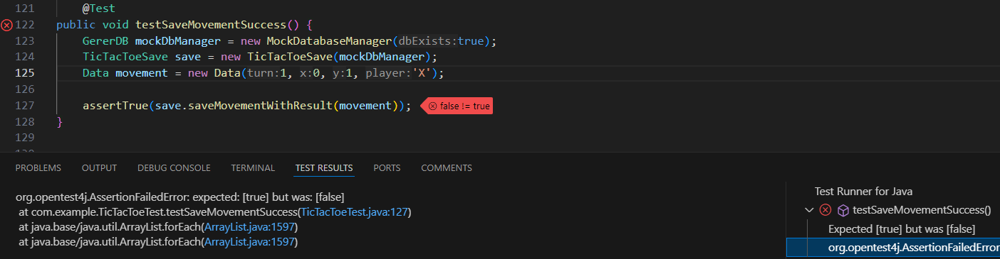 121 @Test
122 public void testSaveMovementSuccess() {
123 GererDB mockDbManager = new MockDatabaseManager(dbExists:true);
124 TicTacToeSave save = new TicTacToeSave(mockDbManager);
125 Data movement = new Data(turn:1, x:0, y:1, player:'X');
126
127 assertTrue(save.saveMovementWithResult(movement)); false != true
128 }
129
PROBLEMS OUTPUT DEBUG CONSOLE TERMINAL TEST RESULTS PORTS COMMENTS
org.opentest4j.AssertionFailedError: expected: [true] but was: [false]
at com.example.TicTacToeTest.testSaveMovementSuccess(TicTacToeTest.java:127)
at java.base/java.util.ArrayList.forEach(ArrayList.java:1597)
at java.base/java.util.ArrayList.forEach(ArrayList.java:1597)
Test Runner for Java
testSaveMovementSuccess()
Expected [true] but was [false]
org.opentest4j.AssertionFailedError